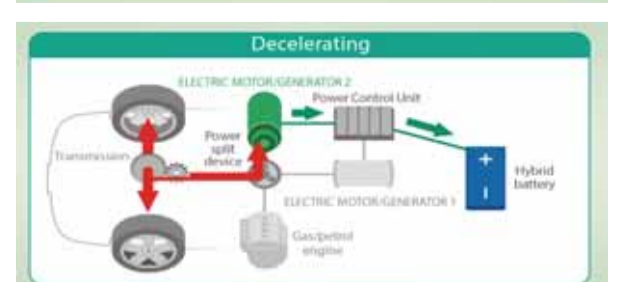 Decelerating
ELECTRIC MOTOR/GENERATOR 2
Power Control Unit
Power
split
device
Transmission
Hybrid
battery
ELECTRIC MOTOR/GENERATOR 1
Gas/petrol
engine